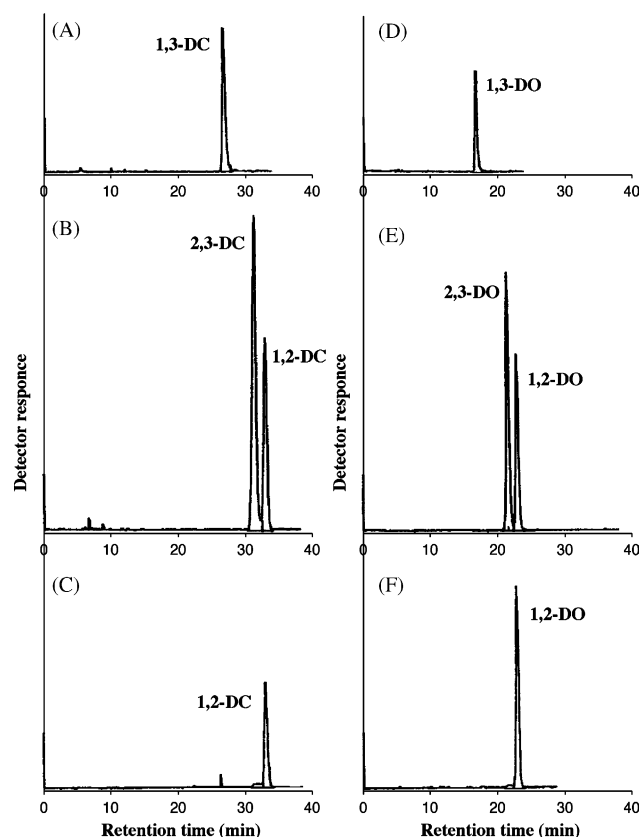 (A)
1,3-DC
0 10 20 30 40
(D)
1,3-DO
0 10 20 30 40
(B)
2,3-DC
1,2-DC
Detector responce
0 10 20 30 40
(E)
2,3-DO
1,2-DO
Detector responce
0 10 20 30 40
(C)
1,2-DC
0 10 20 30 40
Retention time (min)
(F)
1,2-DO
0 10 20 30 40
Retention time (min)